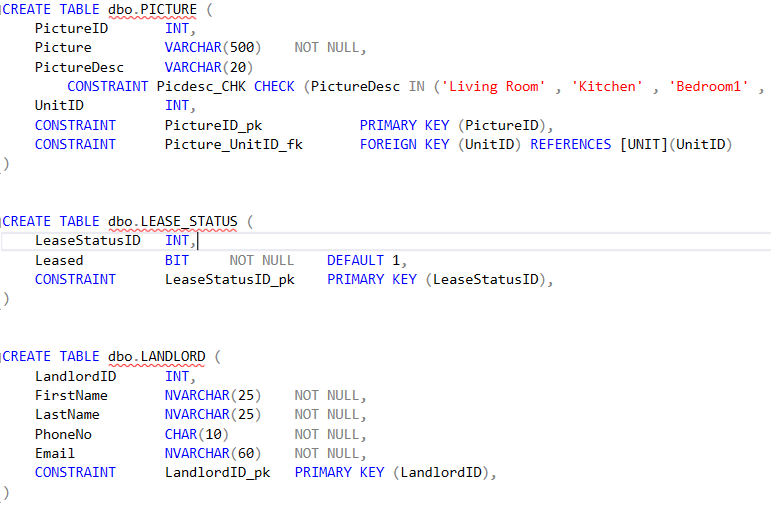 CREATE TABLE dbo.PICTURE (
PictureID INT,
Picture VARCHAR(500) NOT NULL,
PictureDesc VARCHAR(20)
CONSTRAINT Picdesc_CHK CHECK (PictureDesc IN ('Living Room' , 'Kitchen' , 'Bedroom1' ,
UnitID INT,
CONSTRAINT PictureID_pk PRIMARY KEY (PictureID),
CONSTRAINT Picture_UnitID_fk FOREIGN KEY (UnitID) REFERENCES [UNIT](UnitID)
)
CREATE TABLE dbo.LEASE_STATUS (
LeaseStatusID INT,
Leased BIT NOT NULL DEFAULT 1,
CONSTRAINT LeaseStatusID_pk PRIMARY KEY (LeaseStatusID),
)
CREATE TABLE dbo.LANDLORD (
LandlordID INT,
FirstName NVARCHAR(25) NOT NULL,
LastName NVARCHAR(25) NOT NULL,
PhoneNo CHAR(10) NOT NULL,
Email NVARCHAR(60) NOT NULL,
CONSTRAINT LandlordID_pk PRIMARY KEY (LandlordID),
)